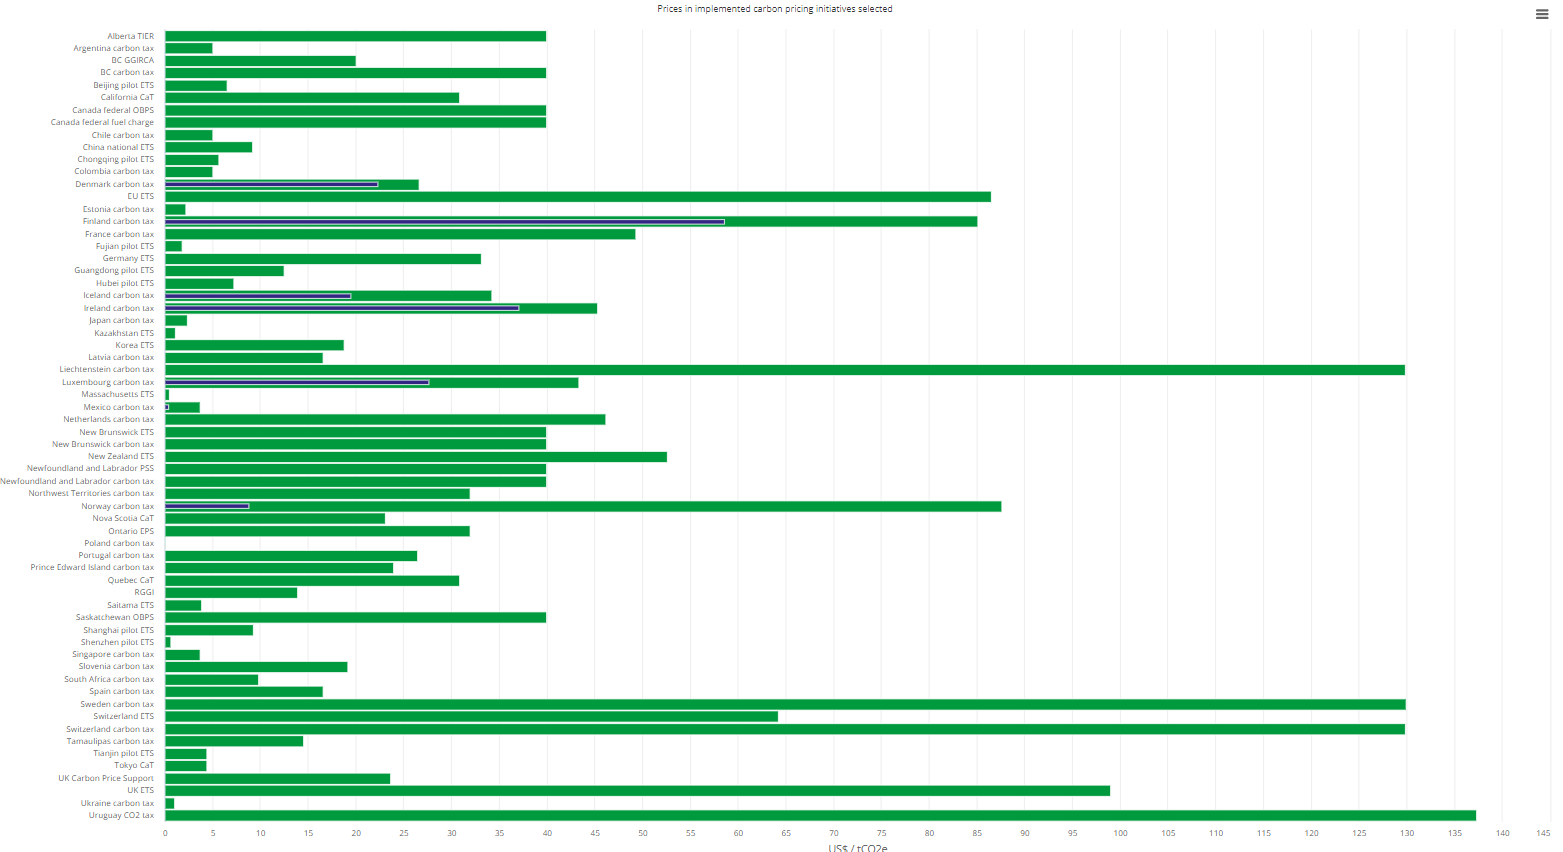 Prices in implemented carbon pricing initiatives selected
Alberta TIER
Argentina carbon tax
BC GGIRCA
BC carbon tax
Beijing pilot ETS
California CaT
Canada federal OBPS
Canada federal fuel charge
Chile carbon tax
China national ETS
Chongqing pilot ETS
Colombia carbon tax
Denmark carbon tax
EU ETS
Estonia carbon tax
Finland carbon tax
France carbon tax
Fujian pilot ETS
Germany ETS
Guangdong pilot ETS
Hubei pilot ETS
Iceland carbon tax
Ireland carbon tax
Japan carbon tax
Kazakhstan ETS
Korea ETS
Latvia carbon tax
Liechtenstein carbon tax
Luxembourg carbon tax
Massachusetts ETS
Mexico carbon tax
Netherlands carbon tax
New Brunswick ETS
New Brunswick carbon tax
New Zealand ETS
Newfoundland and Labrador PSS
Newfoundland and Labrador carbon tax
Northwest Territories carbon tax
Norway carbon tax
Nova Scotia CaT
Ontario EPS
Poland carbon tax
Portugal carbon tax
Prince Edward Island carbon tax
Quebec CaT
RGGI
Saitama ETS
Saskatchewan OBPS
Shanghai pilot ETS
Shenzhen pilot ETS
Singapore carbon tax
Slovenia carbon tax
South Africa carbon tax
Spain carbon tax
Sweden carbon tax
Switzerland ETS
Switzerland carbon tax
Tamaulipas carbon tax
Tianjin pilot ETS
Tokyo CaT
UK Carbon Price Support
UK ETS
Ukraine carbon tax
Uruguay CO2 tax
0 5 10 15 20 25 30 35 40 45 50 55 60 65 70 75 80 85 90 95 100 105 110 115 120 125 130 135 140 145
US$ / tCO2e